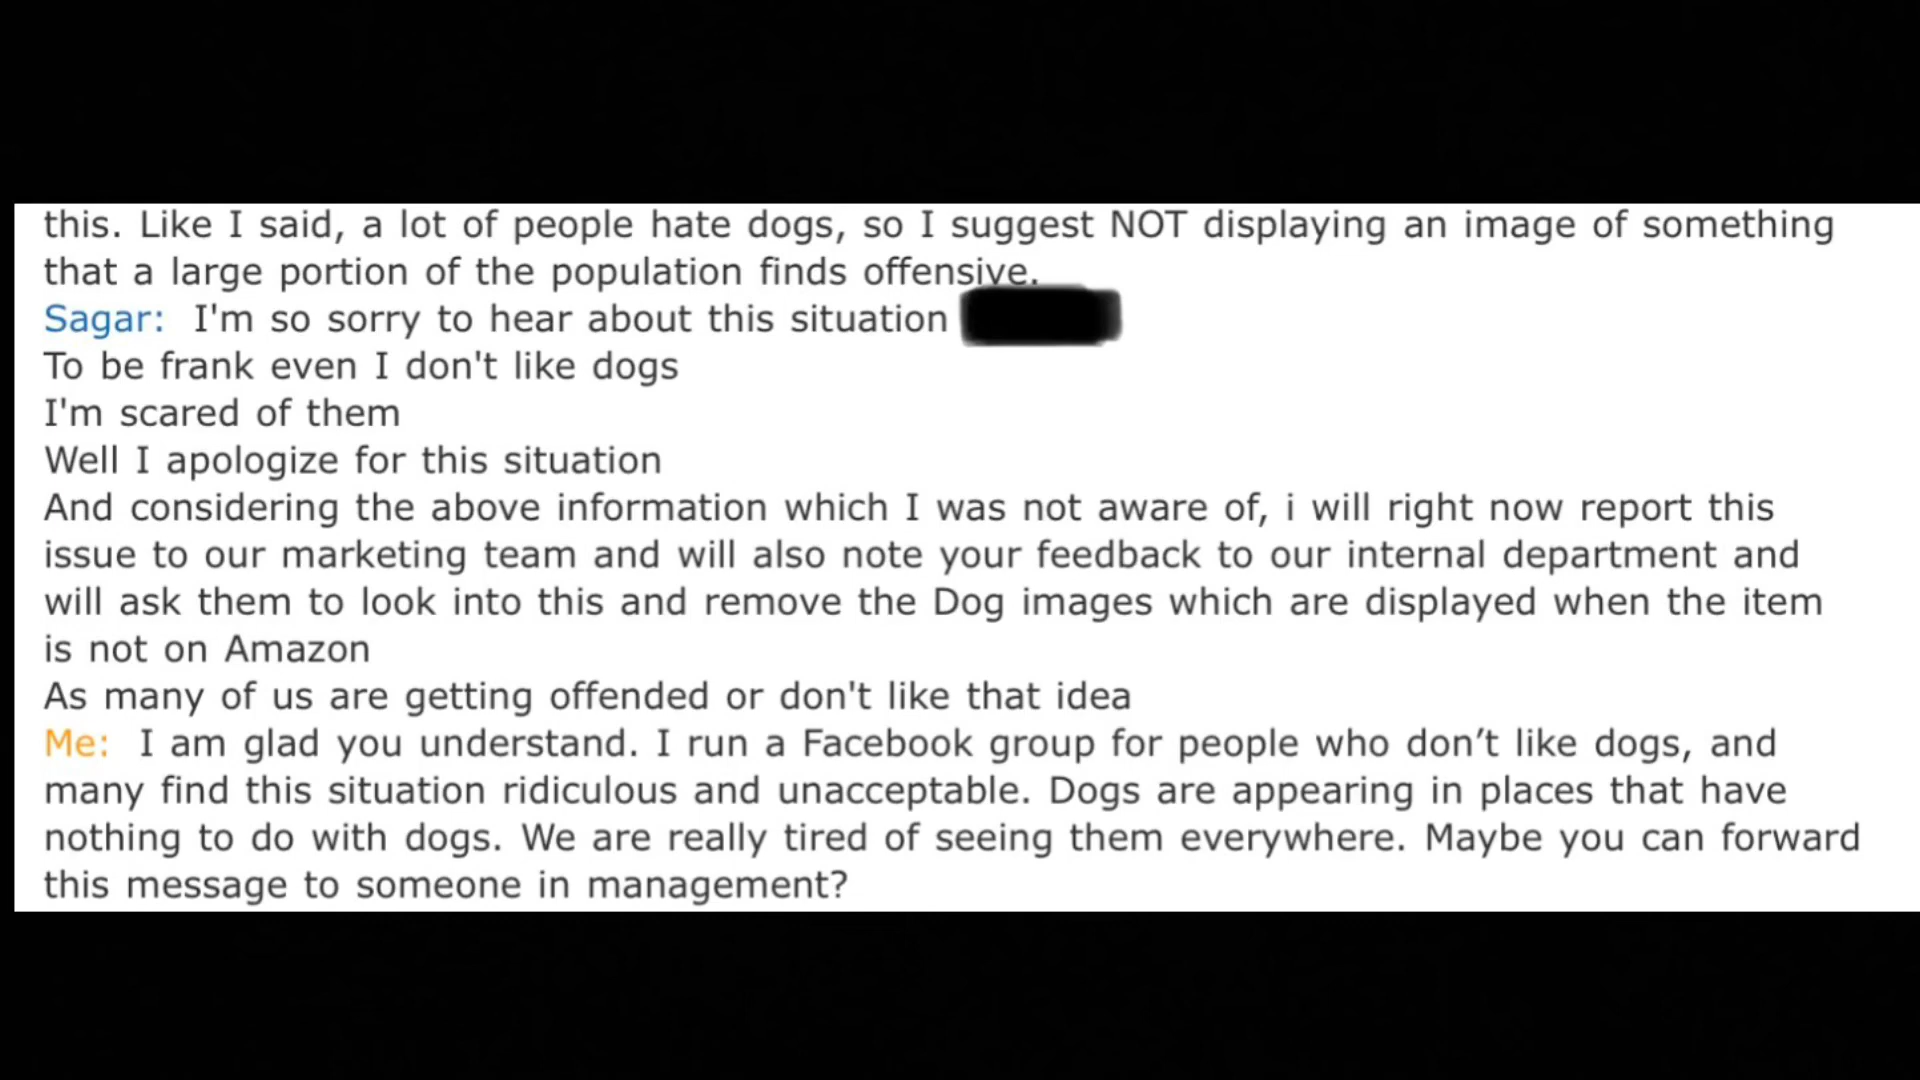 this. Like I said, a lot of people hate dogs, so I suggest NOT displaying an image of something
that a large portion of the population finds offensive.
Sagar: I'm so sorry to hear about this situation
To be frank even I don't like dogs
I'm scared of them
Well I apologize for this situation
And considering the above information which I was not aware of, i will right now report this
issue to our marketing team and will also note your feedback to our internal department and
will ask them to look into this and remove the Dog images which are displayed when the item
is not on Amazon
As many of us are getting offended or don't like that idea
Me: I am glad you understand. I run a Facebook group for people who don’t like dogs, and
many find this situation ridiculous and unacceptable. Dogs are appearing in places that have
nothing to do with dogs. We are really tired of seeing them everywhere. Maybe you can forward
this message to someone in management?